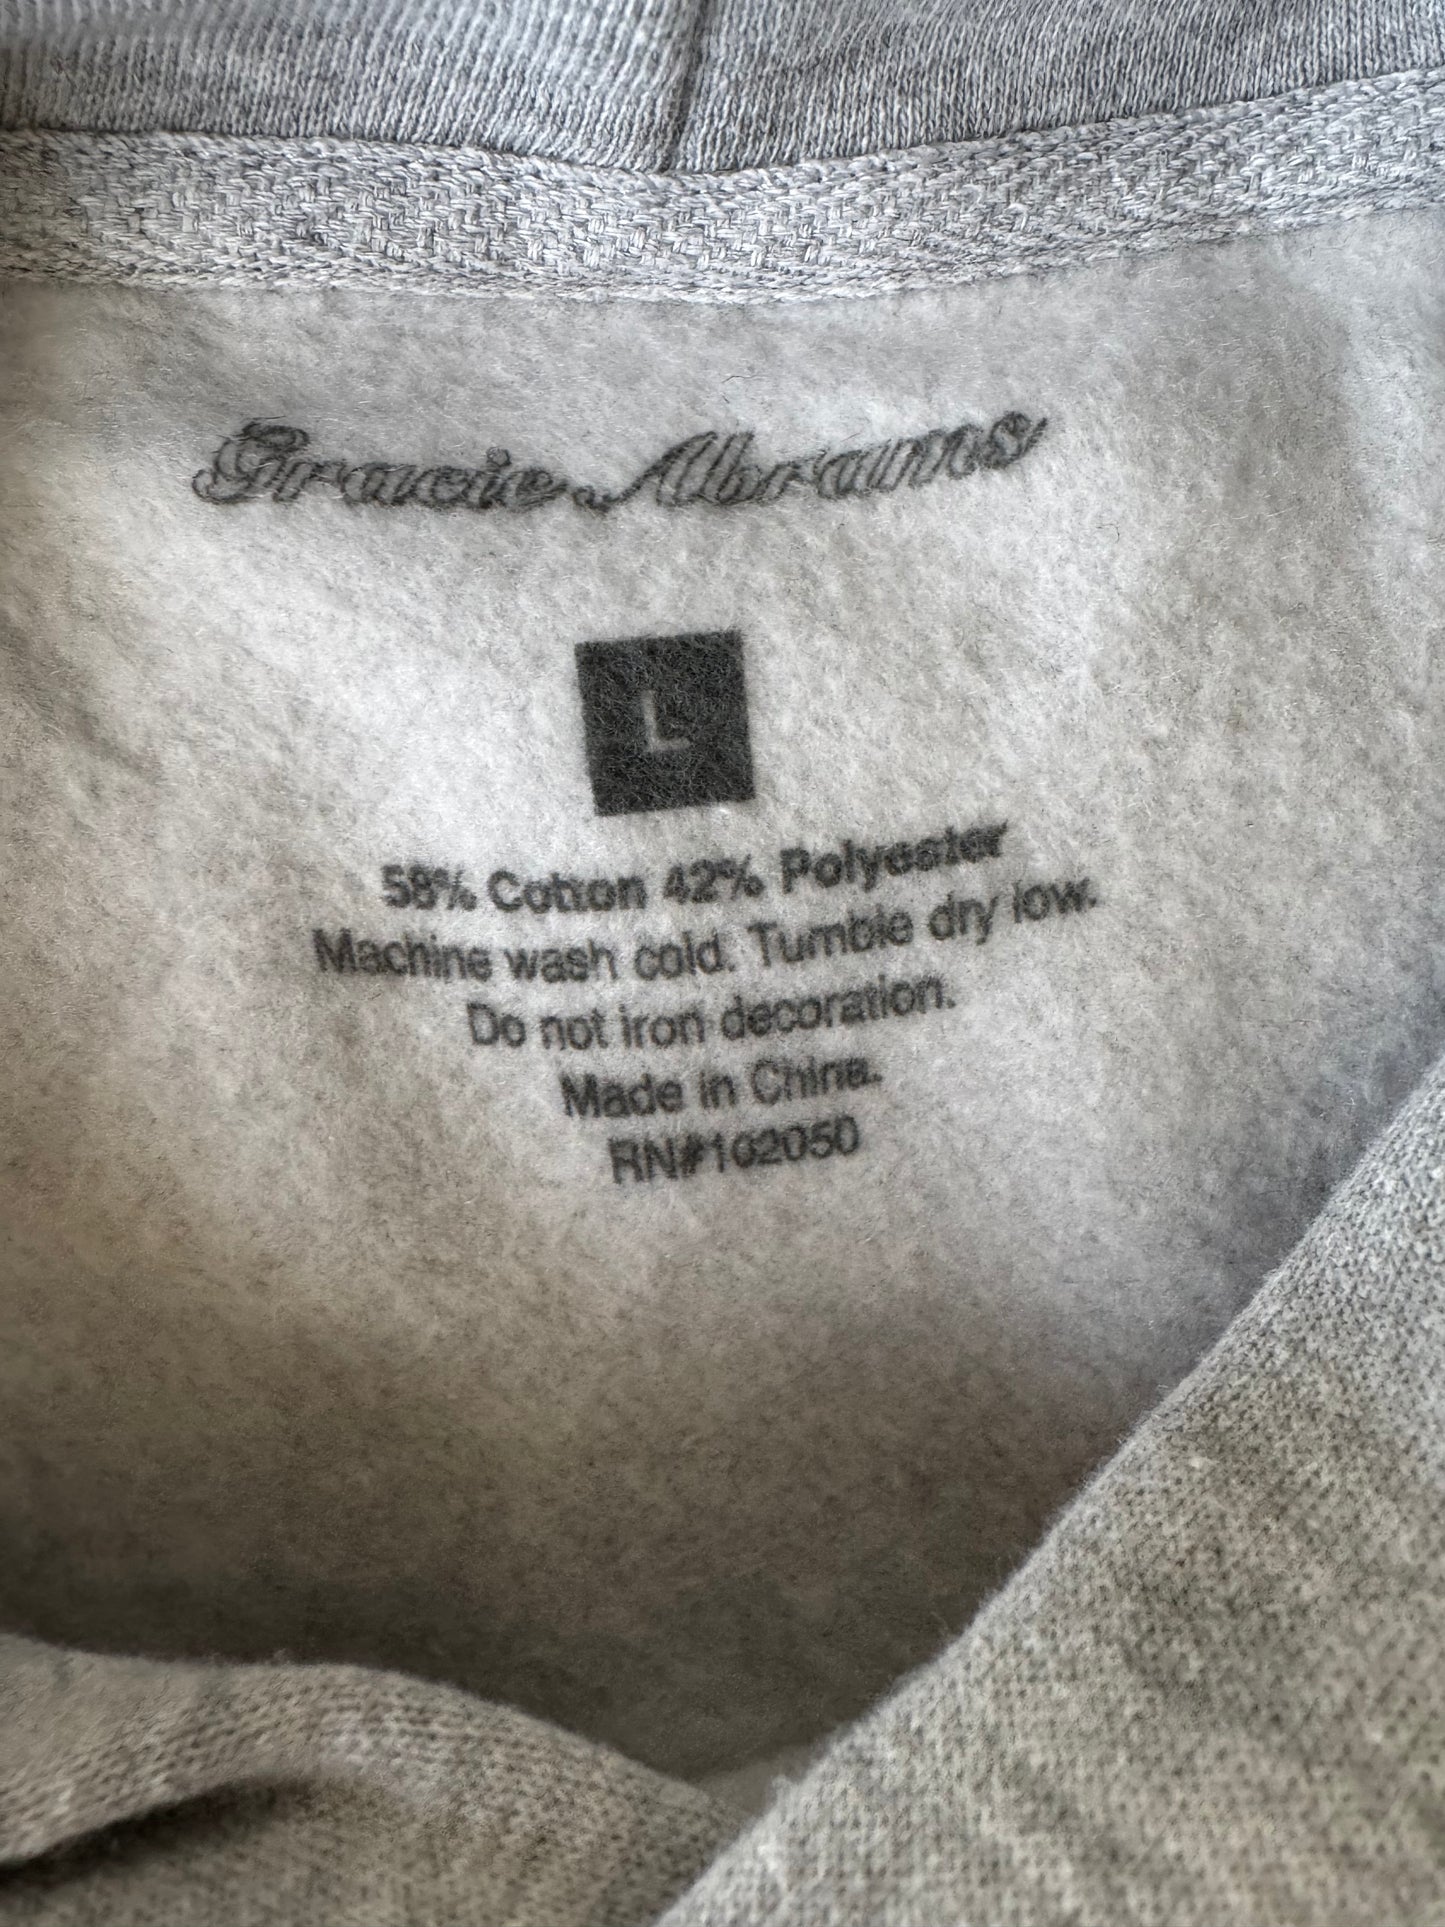 Gracie Abrams
L
58% Cotton 42% Polyester
Machine wash cold. Tumble dry low.
Do not iron decoration.
Made in China.
RN#102050